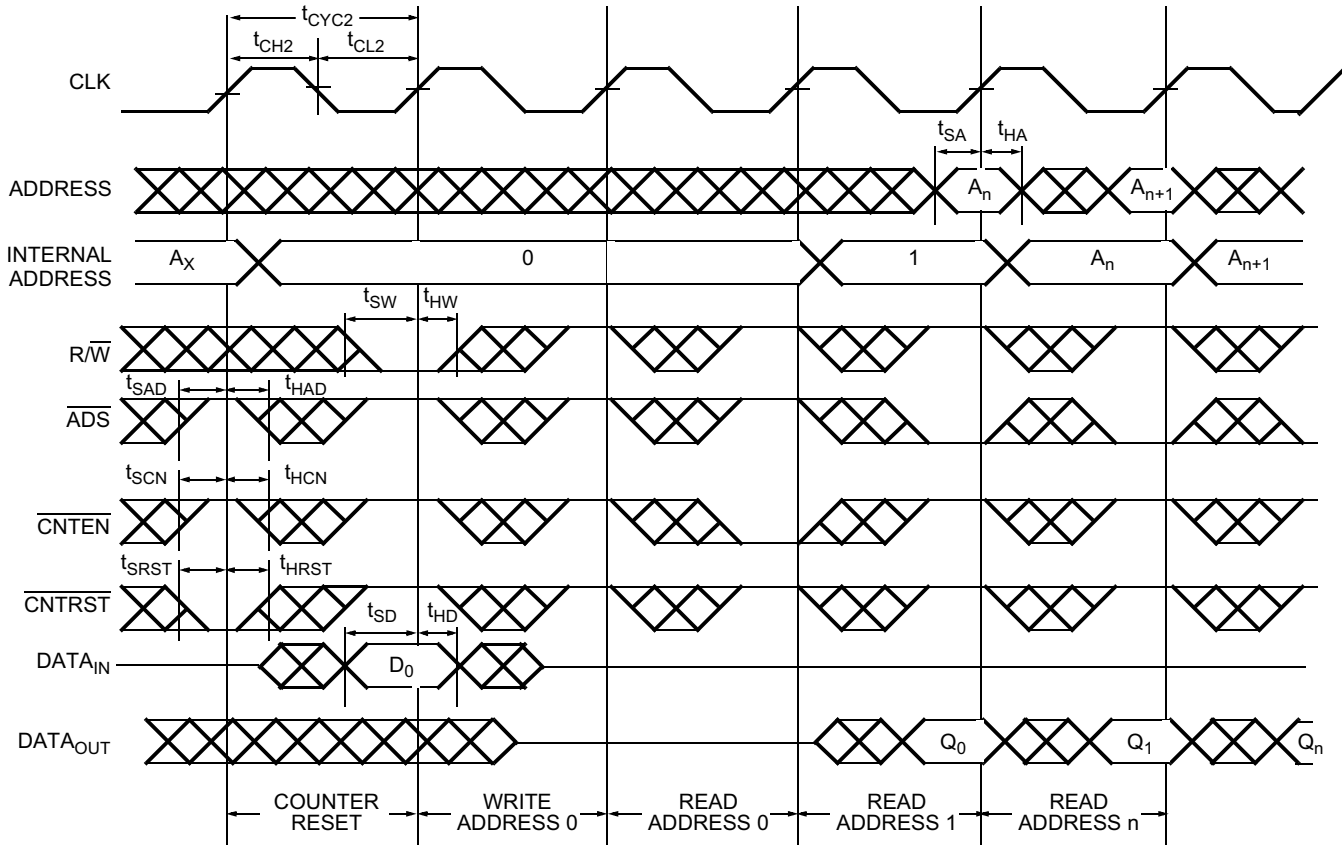 tCYC2
tCH2 tCL2
CLK
tSA tHA
ADDRESS An An+1
INTERNAL ADDRESS AX 0 1 An An+1
tSW tHW
R/W
tSAD tHAD
ADS
tSCN tHCN
CNTEN
tSRST tHRST
CNTRST
tSD tHD
DATAIN D0
DATAOUT Q0 Q1 Qn
COUNTER RESET
WRITE ADDRESS 0
READ ADDRESS 0
READ ADDRESS 1
READ ADDRESS n